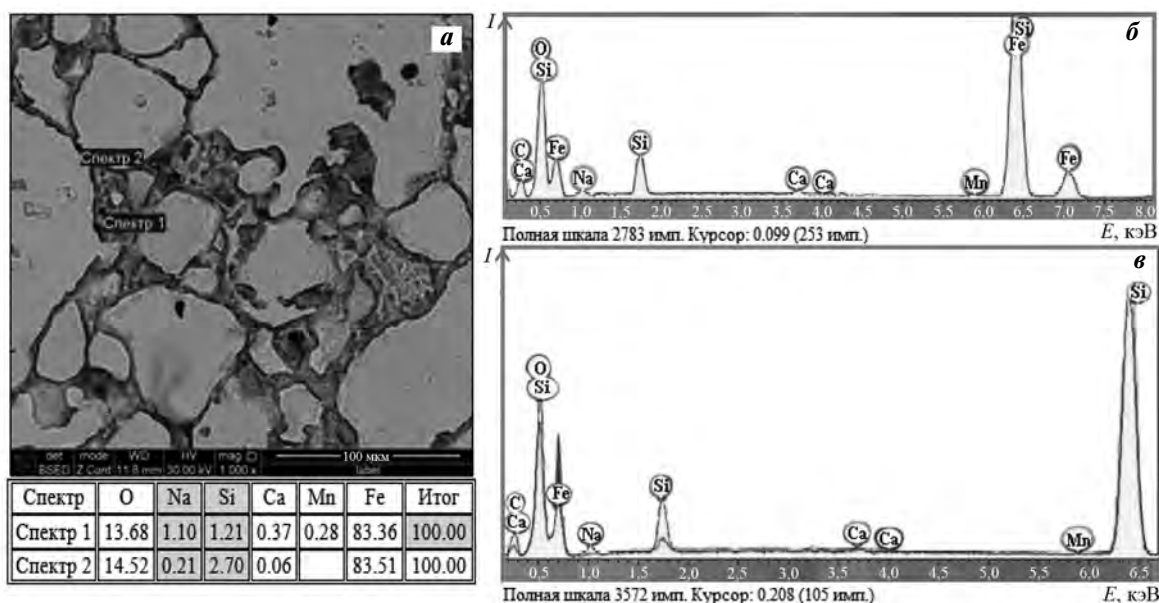 а
Спектр 2
Спектр 1
det mode WD HV mag
BSED Z Cont 11.8 mm 30.00 kV 1 000 x
100 мкм
label
Спектр O Na Si Ca Mn Fe Итог
Спектр 1 13.68 1.10 1.21 0.37 0.28 83.36 100.00
Спектр 2 14.52 0.21 2.70 0.06 83.51 100.00
I
б
O
Si
C
Ca
Fe
Na
Si
Ca
Ca
Mn
Si
Fe
Fe
0,5 1,0 1,5 2,0 2,5 3,0 3,5 4,0 4,5 5,0 5,5 6,0 6,5 7,0 7,5 8.0
Полная шкала 2783 имп. Курсор: 0.099 (253 имп.)
E, кэВ
I
в
O
Si
C
Ca
Fe
Na
Si
Ca
Ca
Mn
Si
0,5 1,0 1,5 2,0 2,5 3,0 3,5 4,0 4,5 5,0 5,5 6,0 6,5
Полная шкала 3572 имп. Курсор: 0.208 (105 имп.)
E, кэВ